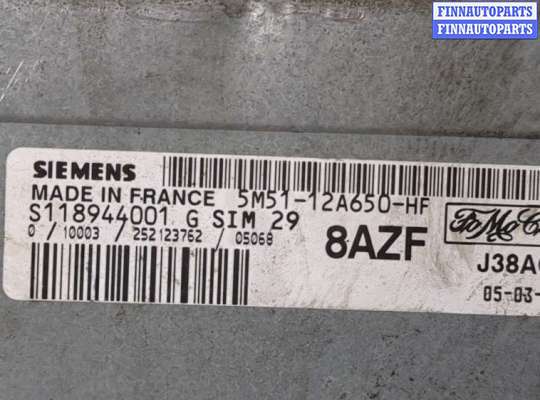 FINNAUTOPARTS
FINNAUTOPARTS
SIEMENS
MADE IN FRANCE 5M51-12A650-HF
S118944001 G SIM 29
0 / 10003 / 252123762 / 05068
8AZF
J38A
05-03-